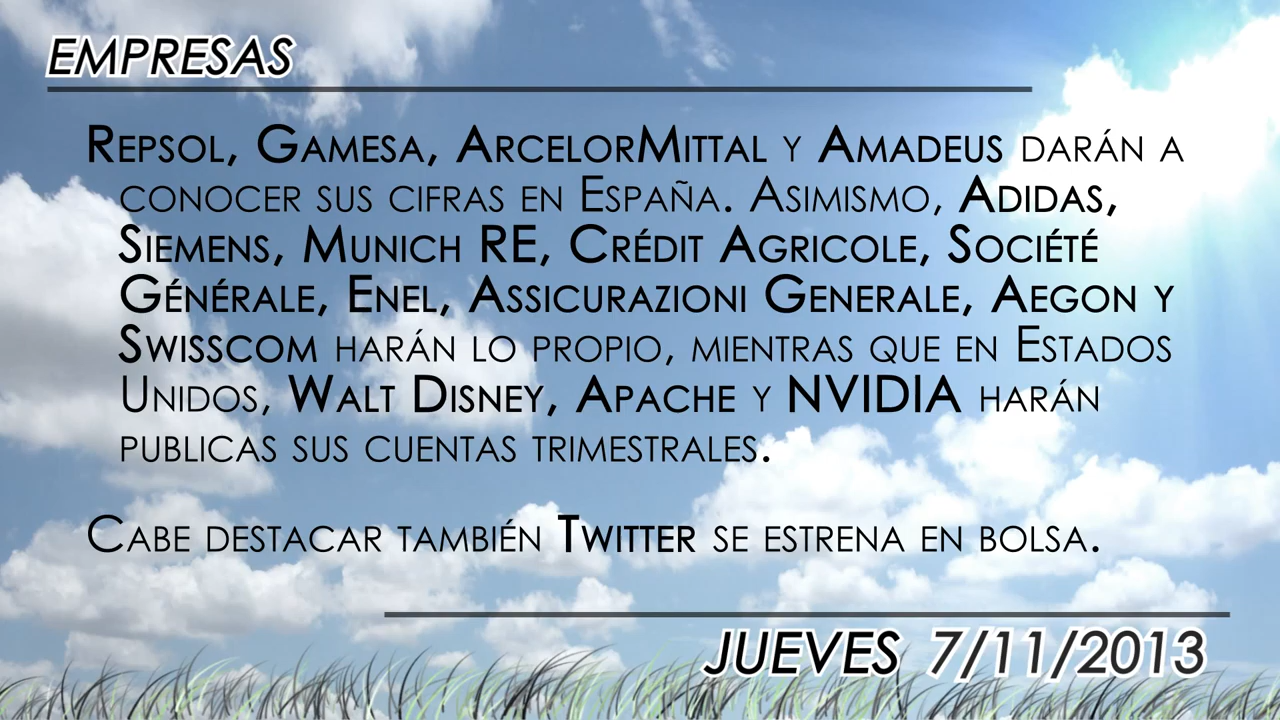 EMPRESAS
Repsol, Gamesa, ArcelorMittal y Amadeus darán a
conocer sus cifras en España. Asimismo, Adidas,
Siemens, Munich RE, Crédit Agricole, Société
Générale, Enel, Assicurazioni Generale, Aegon y
Swisscom harán lo propio, mientras que en Estados
Unidos, Walt Disney, Apache y NVIDIA harán
publicas sus cuentas trimestrales.
Cabe destacar también Twitter se estrena en bolsa.
JUEVES 7/11/2013